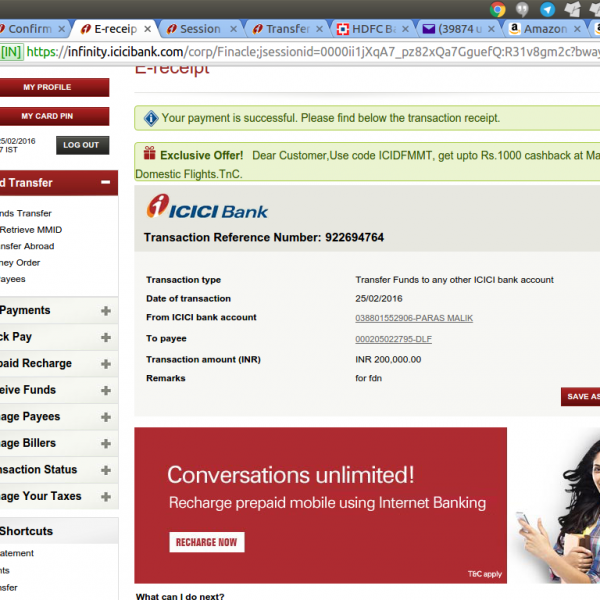 Confirm
E-receip
Session
Transfer
HDFC B
(39874 u
Amazon
[IN] https://infinity.icicibank.com/corp/Finacle;jsessionid=0000ii1jXqA7_pz82xQa7GguefQ:R31v8gm2c?bway
E-receipt
MY PROFILE
MY CARD PIN
25/02/2016
7 IST
LOG OUT
Your payment is successful. Please find below the transaction receipt.
Exclusive Offer! Dear Customer,Use code ICIDFMMT, get upto Rs.1000 cashback at Ma
Domestic Flights.TnC.
d Transfer
nds Transfer
Retrieve MMID
nsfer Abroad
ney Order
Payees
Payments
ck Pay
paid Recharge
eive Funds
nage Payees
nage Billers
nsaction Status
nage Your Taxes
Shortcuts
tatement
nts
nsfer
ICICI Bank
Transaction Reference Number: 922694764
Transaction type Transfer Funds to any other ICICI bank account
Date of transaction 25/02/2016
From ICICI bank account 038801552906-PARAS MALIK
To payee 000205022795-DLF
Transaction amount (INR) INR 200,000.00
Remarks for fdn
SAVE AS
Conversations unlimited!
Recharge prepaid mobile using Internet Banking
RECHARGE NOW
T&C apply
What can I do next?